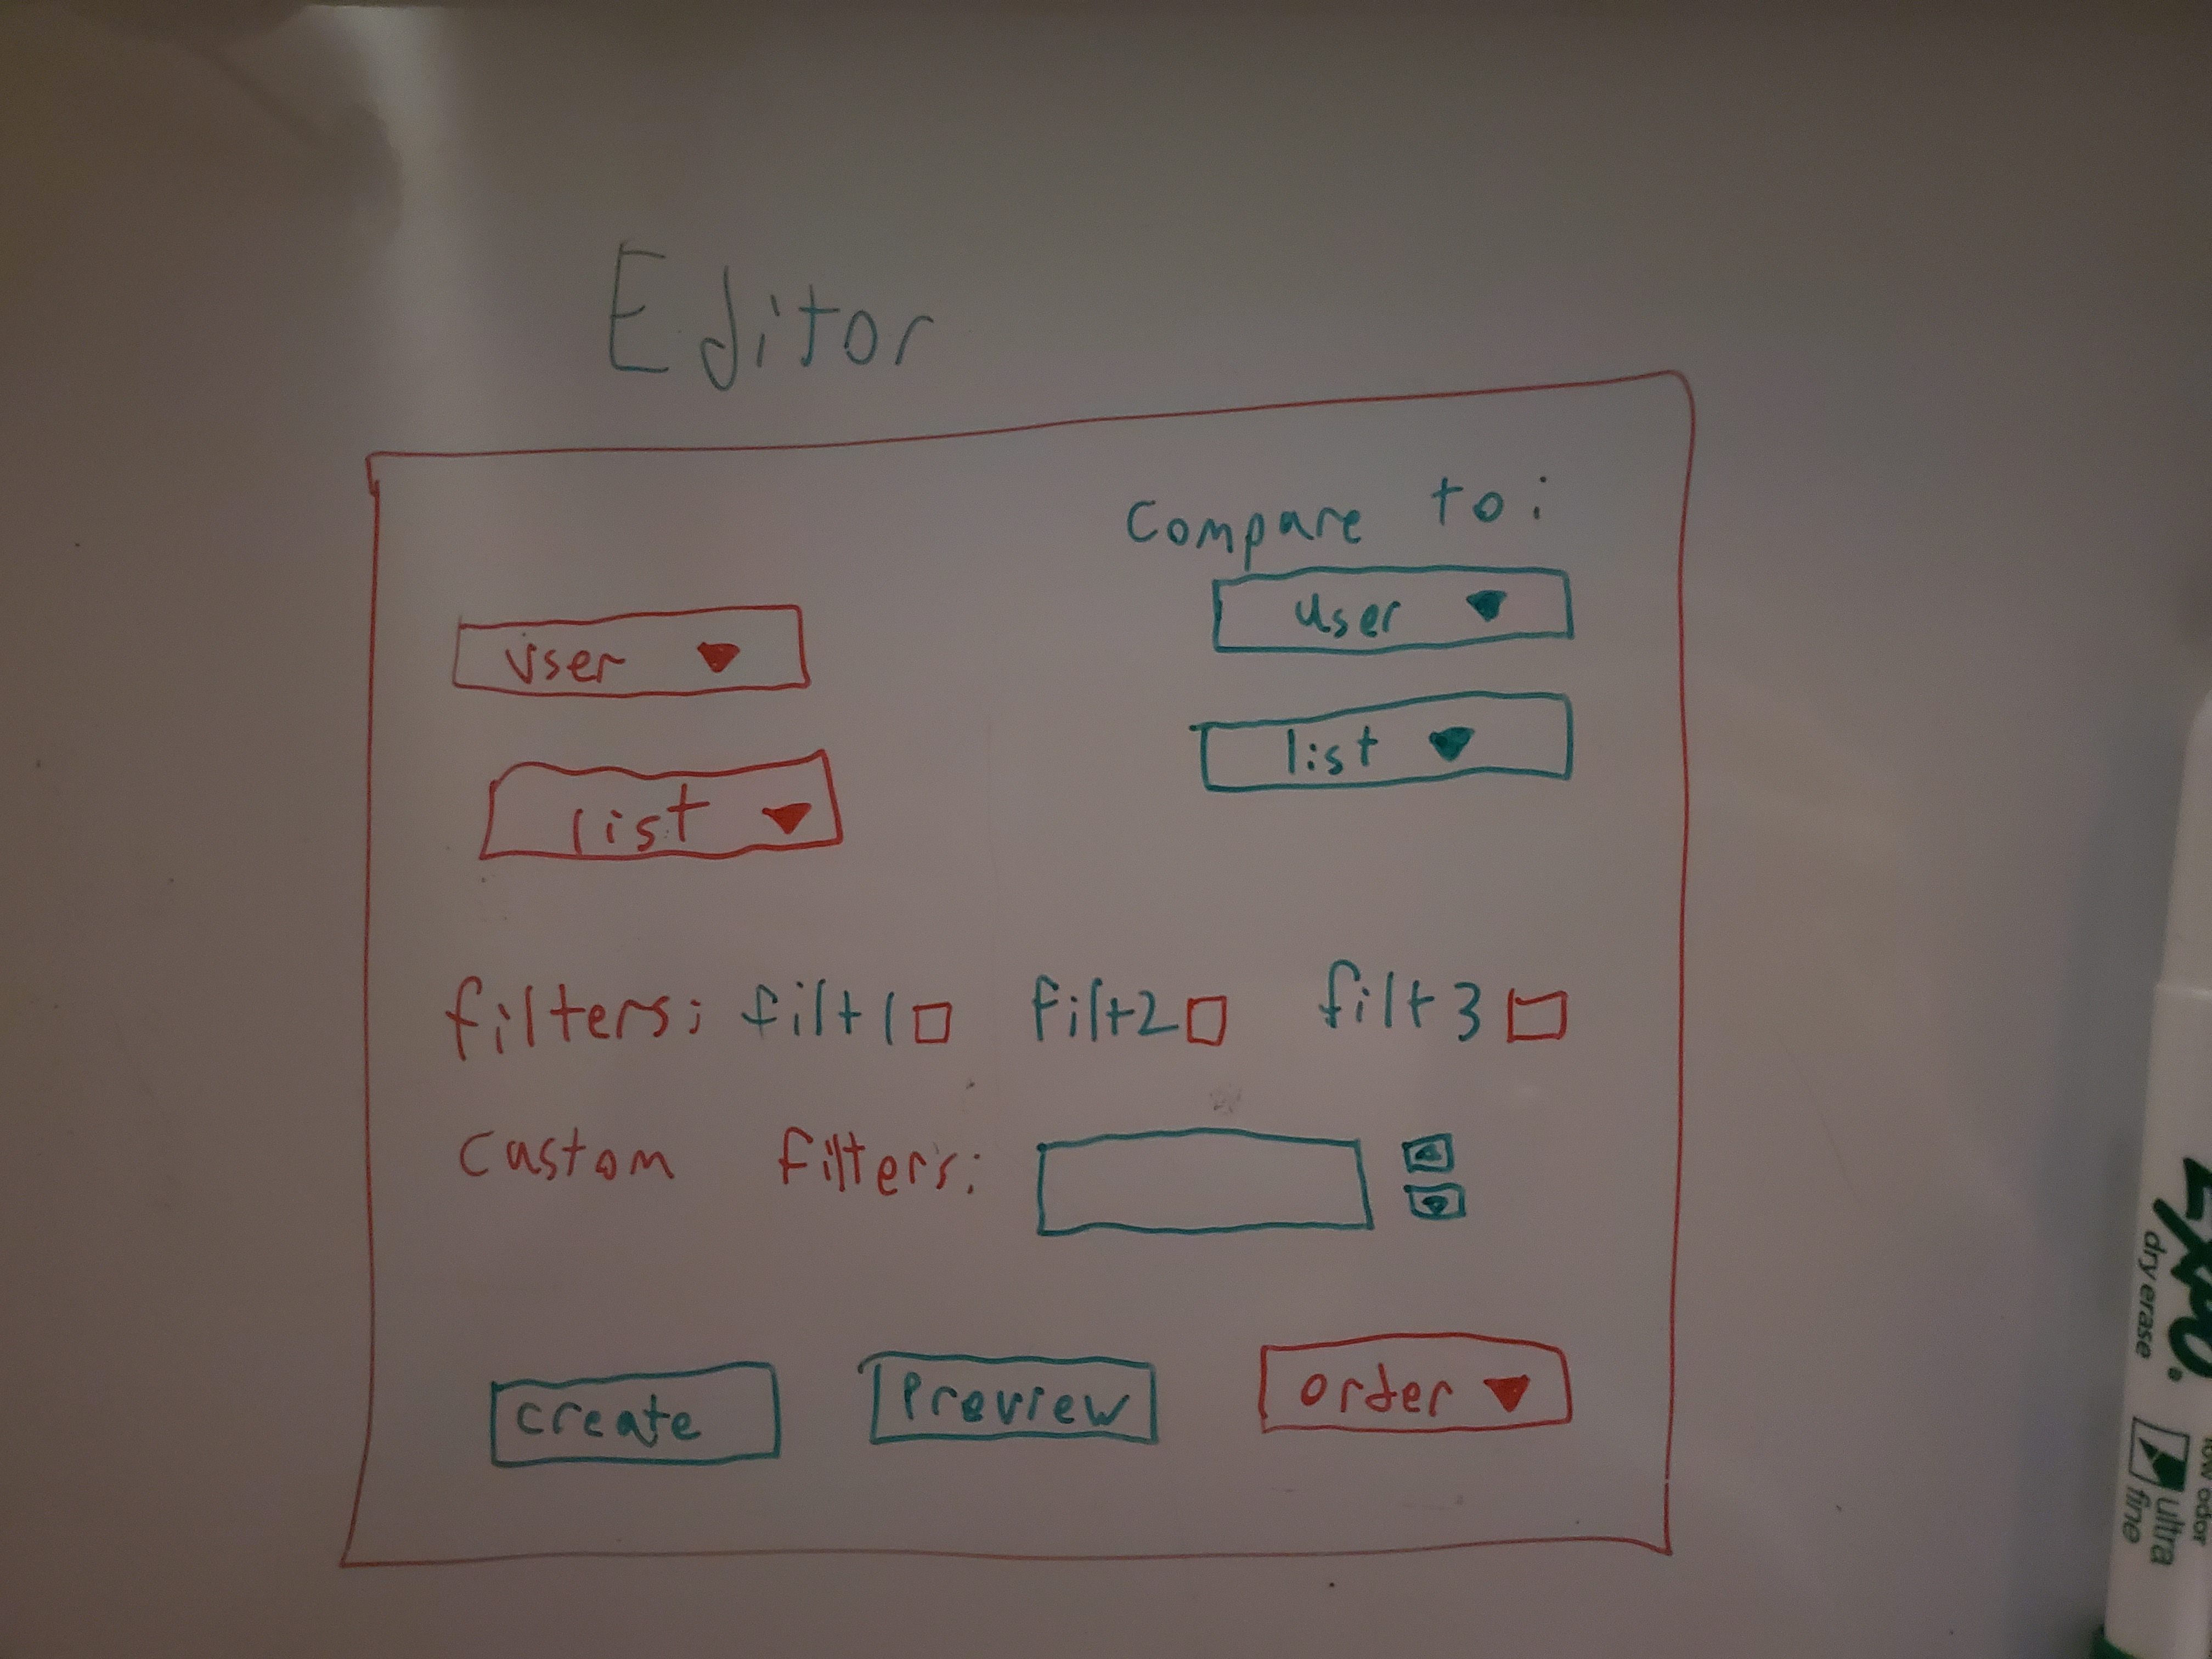 Editor
Compare to:
user
user
list
list
filters: filt1 filt2 filt3
Custom filters:
create Preview order
Expo.
dry erase
low odor
ultra
fine